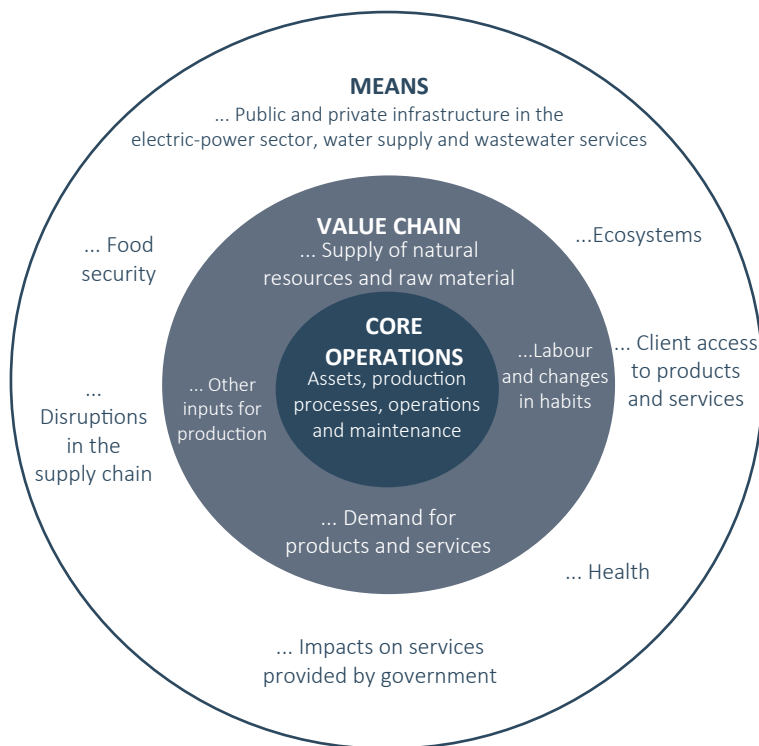 MEANS
... Public and private infrastructure in the
electric-power sector, water supply and wastewater services
... Food
security
...Ecosystems
VALUE CHAIN
... Supply of natural
resources and raw material
CORE
OPERATIONS
Assets, production
processes, operations
and maintenance
... Other
inputs for
production
...Labour
and changes
in habits
... Client access
to products
and services
...
Disruptions
in the
supply chain
... Demand for
products and services
... Health
... Impacts on services
provided by government